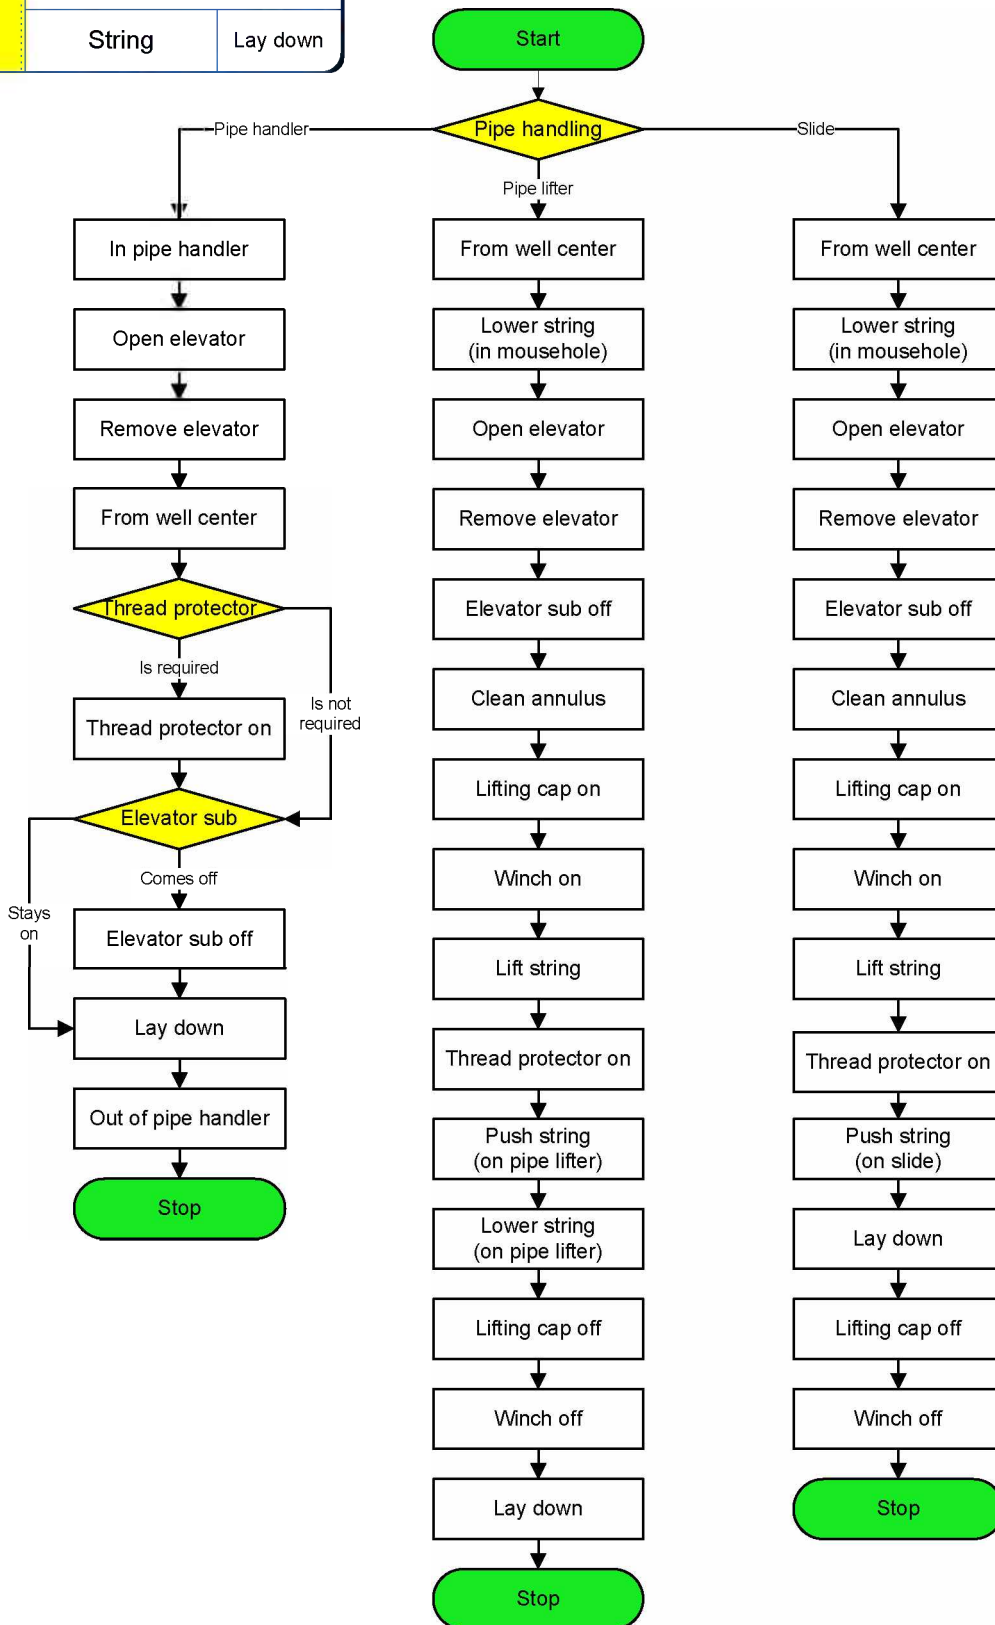 String
Lay down
Start
Pipe handling
Pipe handler
Pipe lifter
Slide
In pipe handler
Open elevator
Remove elevator
From well center
Thread protector
Is required
Is not
required
Thread protector on
Elevator sub
Comes off
Stays
on
Elevator sub off
Lay down
Out of pipe handler
Stop
From well center
Lower string
(in mousehole)
Open elevator
Remove elevator
Elevator sub off
Clean annulus
Lifting cap on
Winch on
Lift string
Thread protector on
Push string
(on pipe lifter)
Lower string
(on pipe lifter)
Lifting cap off
Winch off
Lay down
Stop
From well center
Lower string
(in mousehole)
Open elevator
Remove elevator
Elevator sub off
Clean annulus
Lifting cap on
Winch on
Lift string
Thread protector on
Push string
(on slide)
Lay down
Lifting cap off
Winch off
Stop